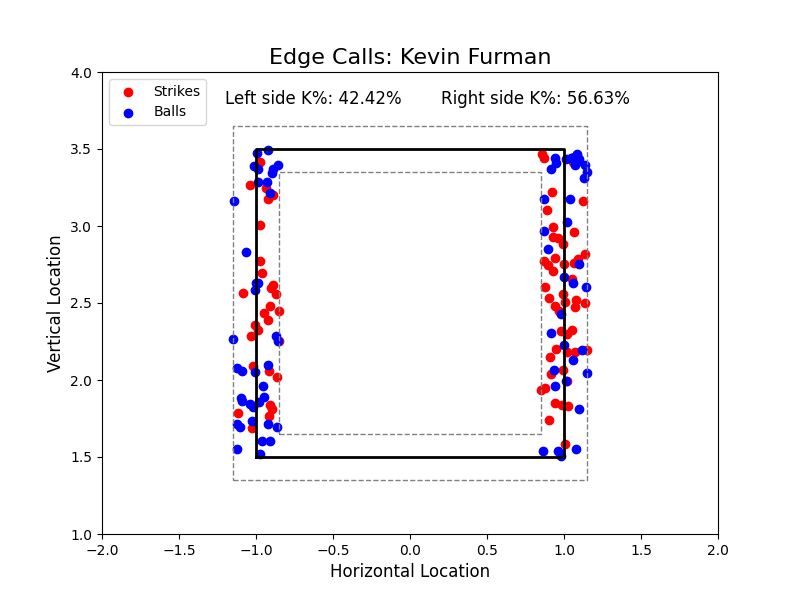 Edge Calls: Kevin Furman
Strikes
Balls
Left side K%: 42.42%
Right side K%: 56.63%
4.0
3.5
3.0
2.5
2.0
1.5
1.0
Vertical Location
−2.0 −1.5 −1.0 −0.5 0.0 0.5 1.0 1.5 2.0
Horizontal Location